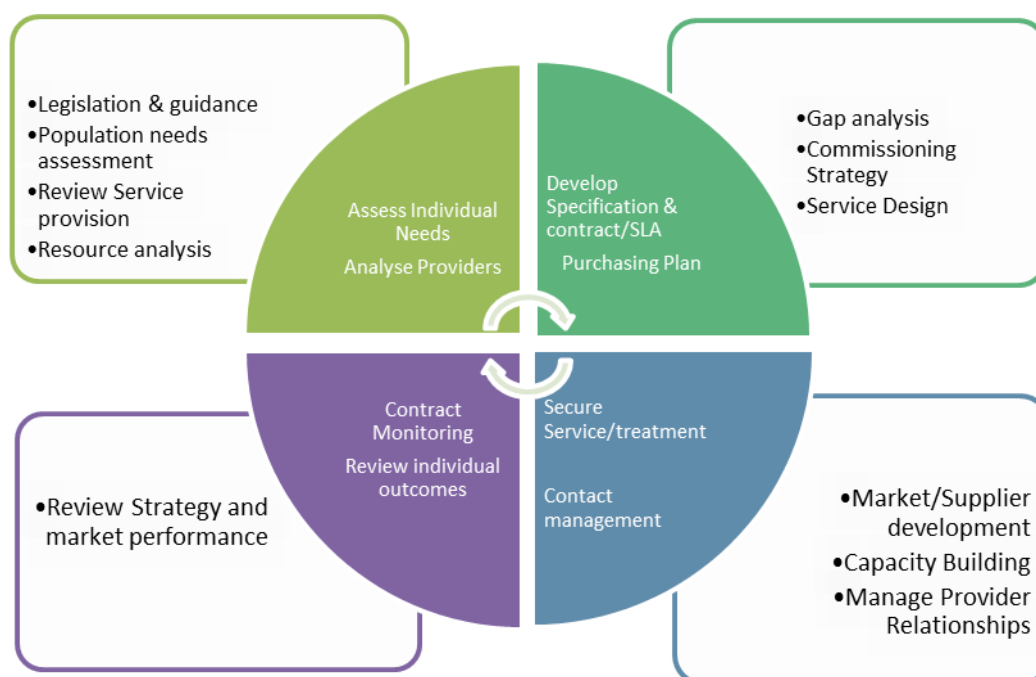 •Legislation & guidance
•Population needs
assessment
•Review Service
provision
•Resource analysis
Assess Individual
Needs
Analyse Providers
Develop
Specification &
contract/SLA
Purchasing Plan
•Gap analysis
•Commissioning
Strategy
•Service Design
•Review Strategy and
market performance
Contract
Monitoring
Review individual
outcomes
Secure
Service/treatment
Contact
management
•Market/Supplier
development
•Capacity Building
•Manage Provider
Relationships